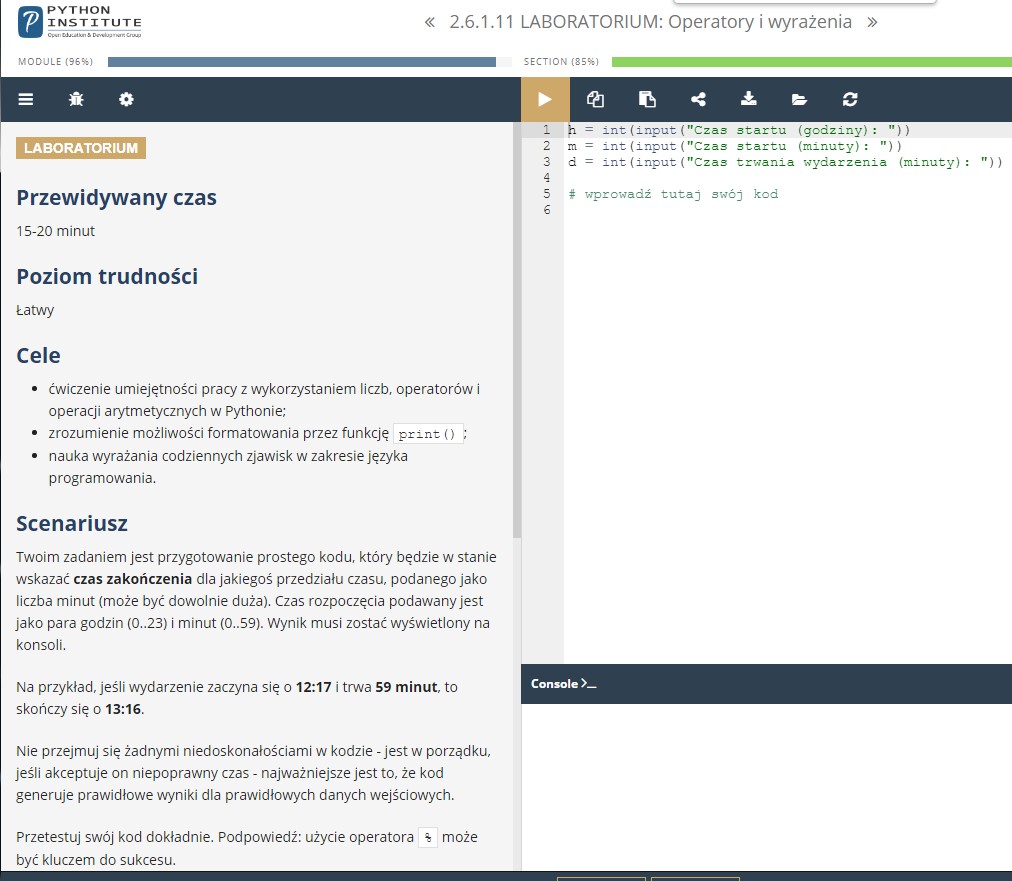 PYTHON
INSTITUTE
Open Education & Development Group
« 2.6.1.11 LABORATORIUM: Operatory i wyrażenia »
MODULE (96%)
SECTION (85%)
LABORATORIUM
Przewidywany czas
15-20 minut
Poziom trudności
Łatwy
Cele
• ćwiczenie umiejętności pracy z wykorzystaniem liczb, operatorów i
operacji arytmetycznych w Pythonie;
• zrozumienie możliwości formatowania przez funkcję print();
• nauka wyrażania codziennych zjawisk w zakresie języka
programowania.
Scenariusz
Twoim zadaniem jest przygotowanie prostego kodu, który będzie w stanie
wskazać czas zakończenia dla jakiegoś przedziału czasu, podanego jako
liczba minut (może być dowolnie duża). Czas rozpoczęcia podawany jest
jako para godzin (0..23) i minut (0..59). Wynik musi zostać wyświetlony na
konsoli.
Na przykład, jeśli wydarzenie zaczyna się o 12:17 i trwa 59 minut, to
skończy się o 13:16.
Nie przejmuj się żadnymi niedoskonałościami w kodzie - jest w porządku,
jeśli akceptuje on niepoprawny czas - najważniejsze jest to, że kod
generuje prawidłowe wyniki dla prawidłowych danych wejściowych.
Przetestuj swój kod dokładnie. Podpowiedź: użycie operatora % może
być kluczem do sukcesu.
1 h = int(input("Czas startu (godziny): "))
2 m = int(input("Czas startu (minuty): "))
3 d = int(input("Czas trwania wydarzenia (minuty): "))
4
5 # wprowadź tutaj swój kod
6
Console >_